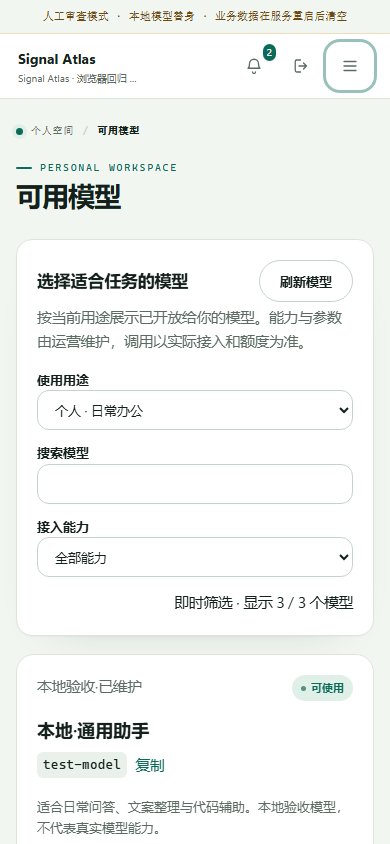 人工审查模式 · 本地模型替身 · 业务数据在服务重启后清空
Signal Atlas
Signal Atlas · 浏览器回归 ...
2
个人空间 / 可用模型
PERSONAL WORKSPACE
可用模型
选择适合任务的模型
刷新模型
按当前用途展示已开放给你的模型。能力与参数
由运营维护，调用以实际接入和额度为准。
使用用途
个人 · 日常办公
搜索模型
接入能力
全部能力
即时筛选 · 显示 3 / 3 个模型
本地验收·已维护
可使用
本地·通用助手
test-model 复制
适合日常问答、文案整理与代码辅助。本地验收模型，
不代表真实模型能力。